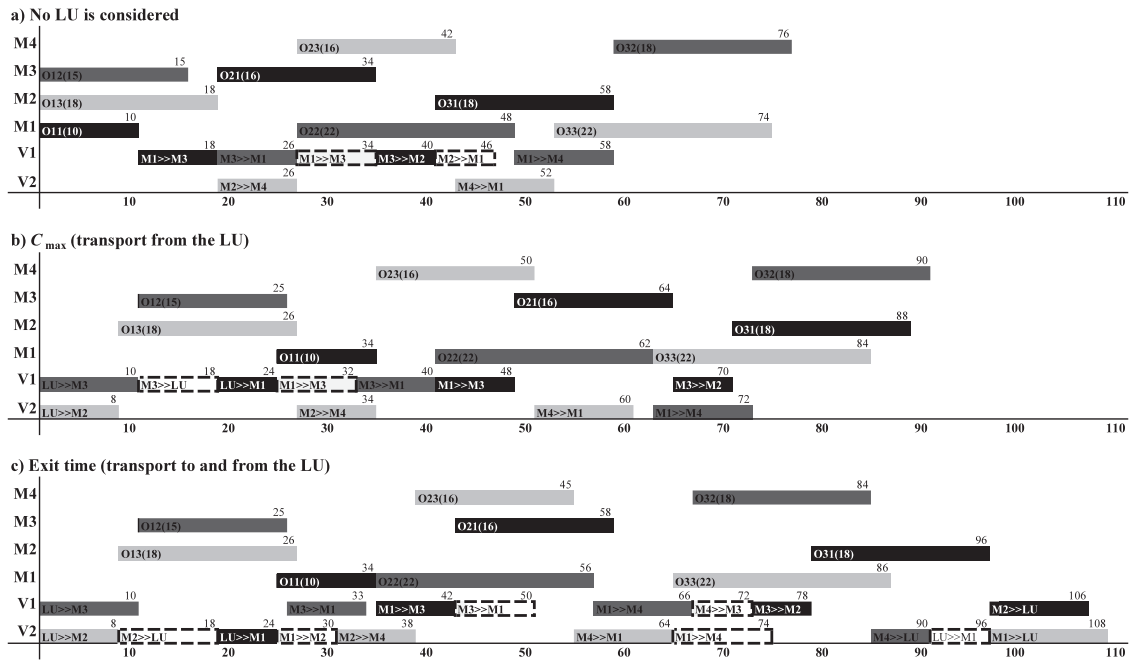 a) No LU is considered
42 76
M4 O23(16) O32(18)
15 34
M3 O12(15) O21(16)
18 58
M2 O13(18) O31(18)
10 48 74
M1 O11(10) O22(22) O33(22)
18 26 34 46 58
V1 M1>>M3 M3>>M1 M1>>M3 M3>>M2 M2>>M1 M1>>M4
26 52
V2 M2>>M4 M4>>M1
10 20 30 40 50 60 70 80 90 100 110
b) C max (transport from the LU)
50 90
M4 O23(16) O32(18)
25 64
M3 O12(15) O21(16)
26 88
M2 O13(18) O31(18)
34 62 84
M1 O11(10) O22(22) O33(22)
10 18 24 32 40 48 70
V1 LU>>M3 M3>>LU LU>>M1 M1>>M3 M3>>M1 M1>>M3 M3>>M2
8 34 60 72
V2 LU>>M2 M2>>M4 M4>>M1 M1>>M4
10 20 30 40 50 60 70 80 90 100 110
c) Exit time (transport to and from the LU)
45 84
M4 O23(16) O32(18)
25 58
M3 O12(15) O21(16)
26 96
M2 O13(18) O31(18)
34 56 86
M1 O11(10) O22(22) O33(22)
10 33 42 50 66 72 78 106
V1 LU>>M3 M3>>M1 M1>>M3 M3>>M1 M1>>M4 M4>>M3 M3>>M2 M2>>LU
8 18 24 30 38 64 74 90 96 108
V2 LU>>M2 M2>>LU LU>>M1 M1>>M2 M2>>M4 M4>>M1 M1>>M4 M4>>LU LU>>M1 M1>>LU
10 20 30 40 50 60 70 80 90 100 110